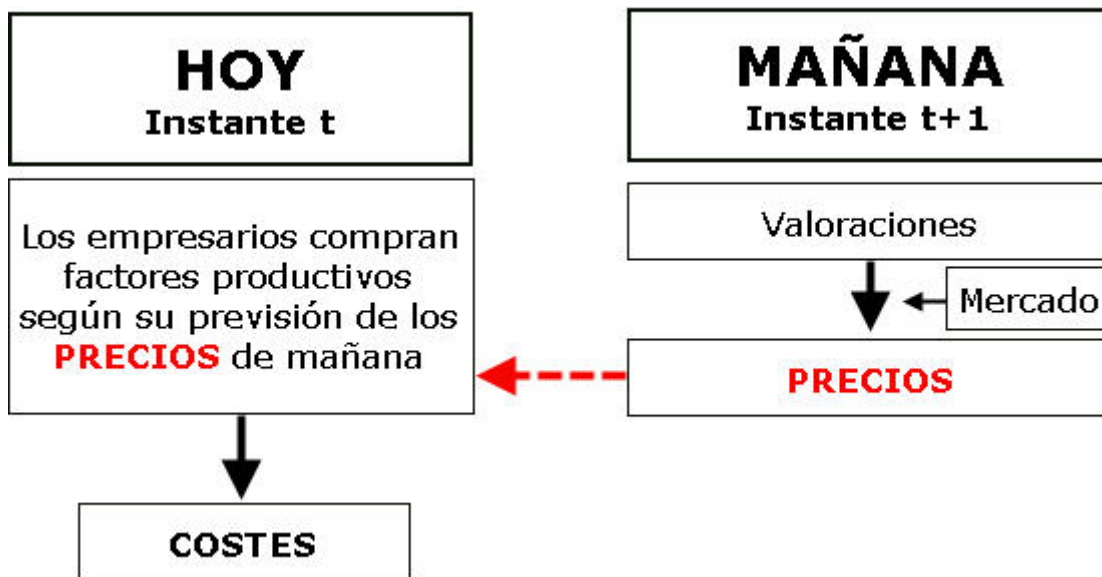 HOY
Instante t
Los empresarios compran
factores productivos
según su previsión de los
PRECIOS de mañana
COSTES
MAÑANA
Instante t+1
Valoraciones
Mercado
PRECIOS